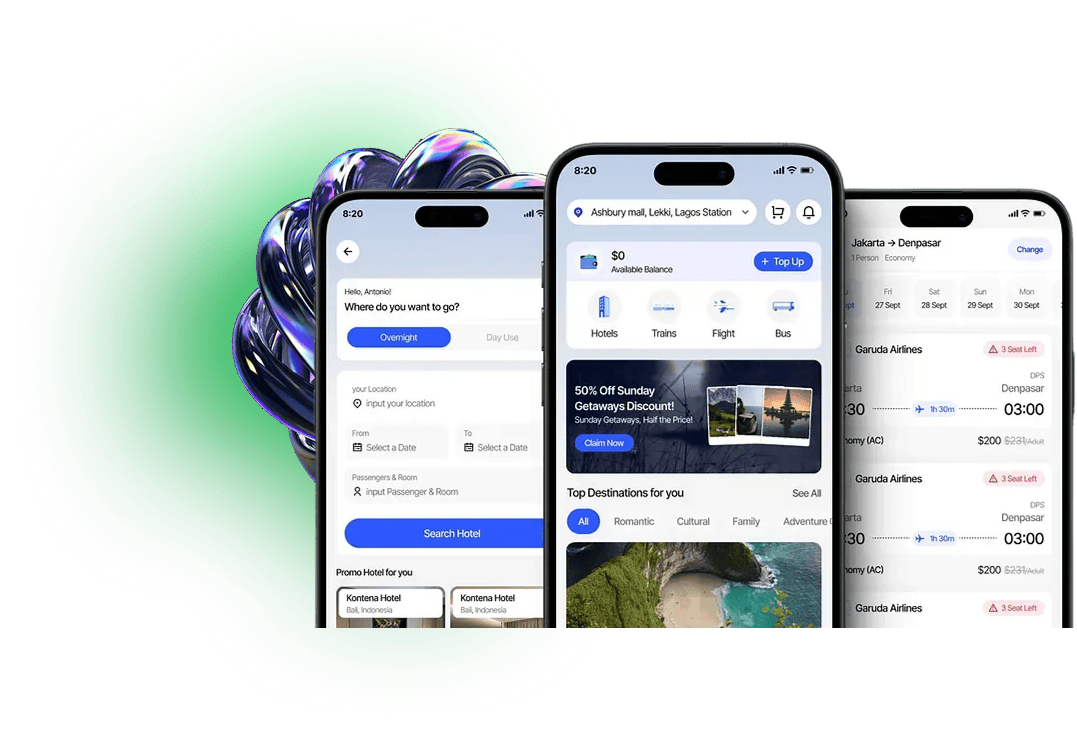 8:20
Hello, Antonio!
Where do you want to go?
Overnight
Day Use
your Location
input your location
From
To
Select a Date
Select a Date
Passengers & Room
input Passenger & Room
Search Hotel
Promo Hotel for you
Kontena Hotel
Bali, Indonesia
Kontena Hotel
Bali, Indonesia
8:20
Ashbury mall, Lekki, Lagos Station
$0
Available Balance
+ Top Up
Hotels
Trains
Flight
Bus
50% Off Sunday
Getaways Discount!
Sunday Getaways, Half the Price!
Claim Now
Top Destinations for you
See All
All
Romantic
Cultural
Family
Adventure
Jakarta → Denpasar
1 Person
Economy
Change
Fri
27 Sept
Sat
28 Sept
Sun
29 Sept
Mon
30 Sept
Garuda Airlines
3 Seat Left
DPS
Denpasar
:30
1h 30m
03:00
(AC)
$200 $231/Adult
Garuda Airlines
3 Seat Left
DPS
Denpasar
:30
1h 30m
03:00
(AC)
$200 $231/Adult
Garuda Airlines
3 Seat Left